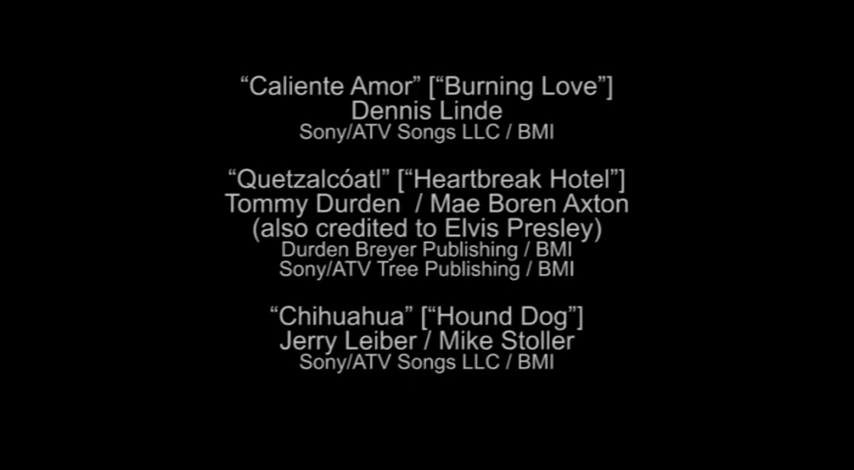 “Caliente Amor” [“Burning Love”]
Dennis Linde
Sony/ATV Songs LLC / BMI
“Quetzalcóatl” [“Heartbreak Hotel”]
Tommy Durden / Mae Boren Axton
(also credited to Elvis Presley)
Durden Breyer Publishing / BMI
Sony/ATV Tree Publishing / BMI
“Chihuahua” [“Hound Dog”]
Jerry Leiber / Mike Stoller
Sony/ATV Songs LLC / BMI